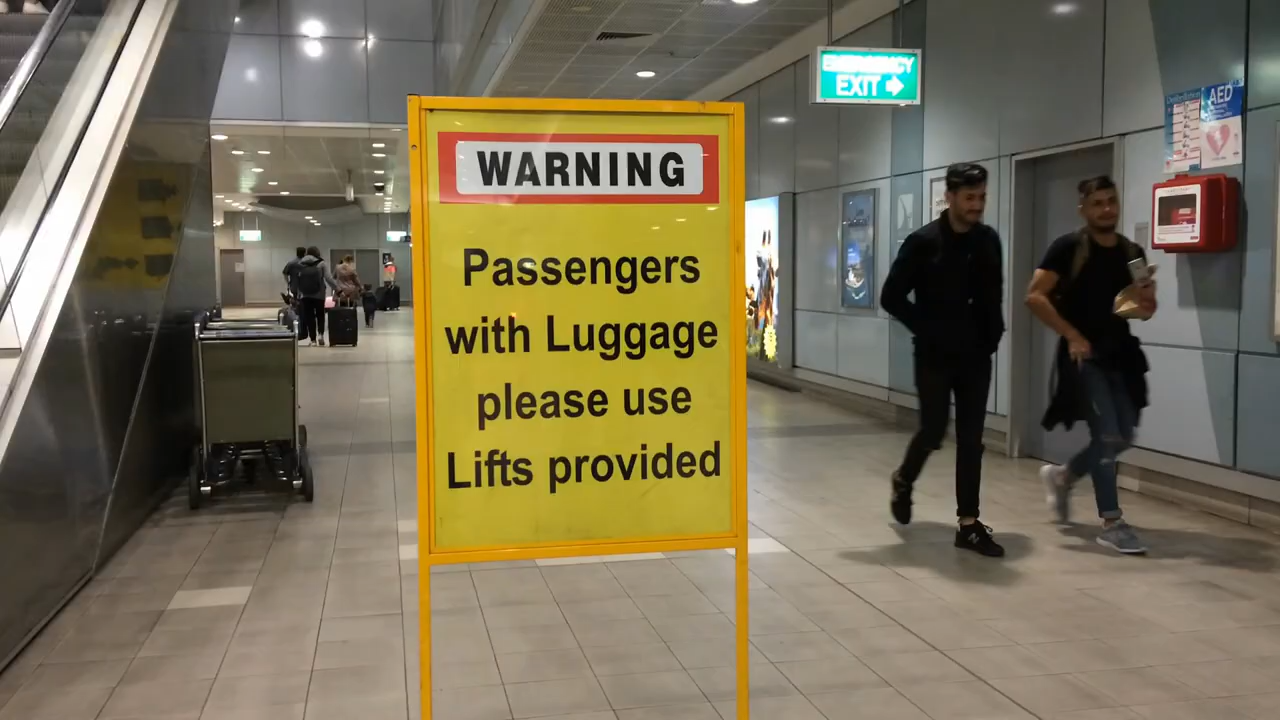 WARNING
Passengers
with Luggage
please use
Lifts provided
EMERGENCY
EXIT
AED